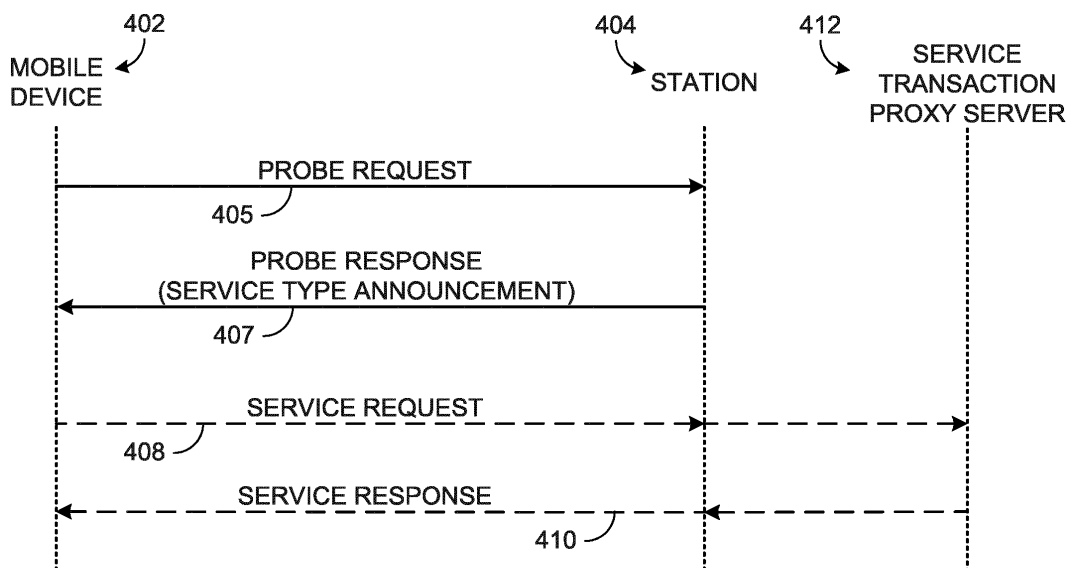 402
MOBILE
DEVICE
404
STATION
412
SERVICE
TRANSACTION
PROXY SERVER
PROBE REQUEST
405
PROBE RESPONSE
(SERVICE TYPE ANNOUNCEMENT)
407
SERVICE REQUEST
408
SERVICE RESPONSE
410